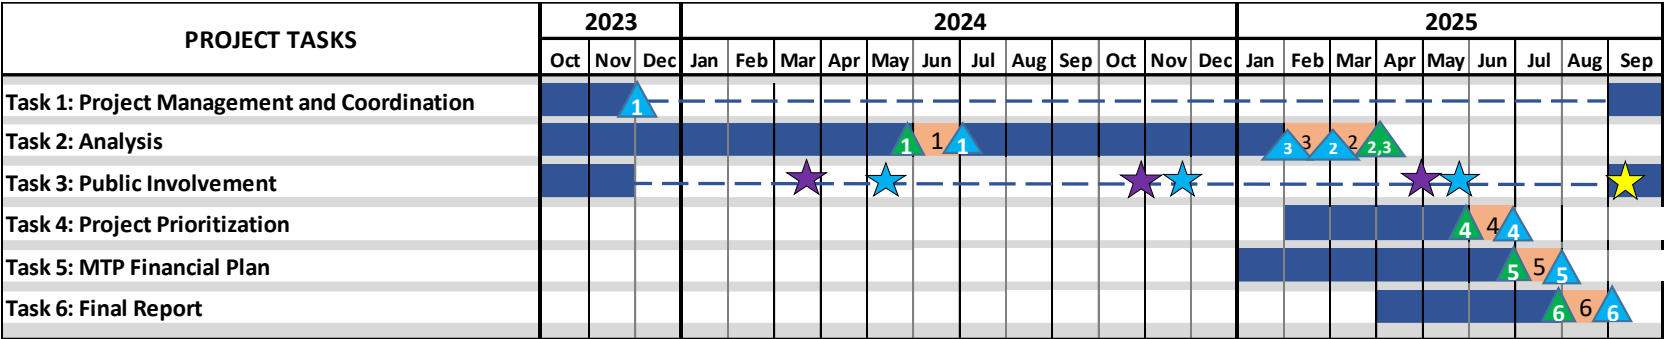 PROJECT TASKS
2023 2024 2025
Oct Nov Dec Jan Feb Mar Apr May Jun Jul Aug Sep Oct Nov Dec Jan Feb Mar Apr May Jun Jul Aug Sep
Task 1: Project Management and Coordination 1
Task 2: Analysis 1 1 1 3 3 2 2 2,3
Task 3: Public Involvement
Task 4: Project Prioritization 4 4 4
Task 5: MTP Financial Plan 5 5 5
Task 6: Final Report 6 6 6